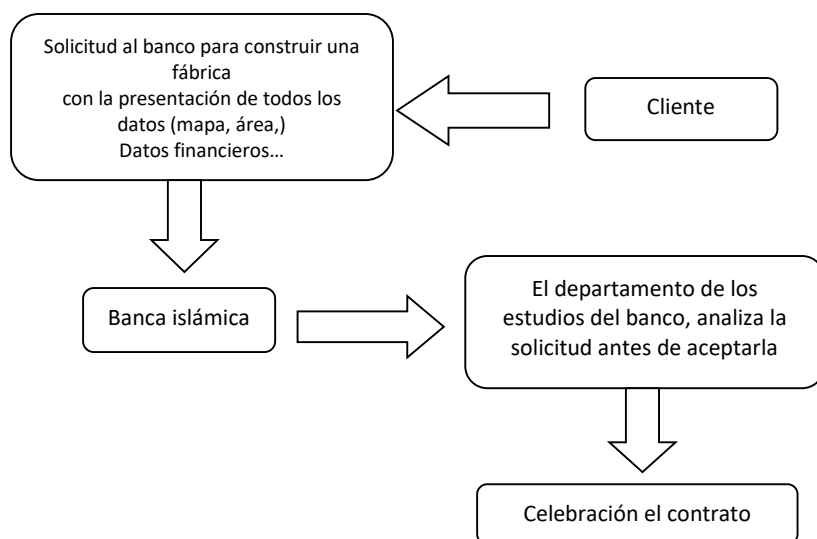 Solicitud al banco para construir una
fábrica
con la presentación de todos los
datos (mapa, área,)
Datos financieros…
Cliente
Banca islámica
El departamento de los
estudios del banco, analiza la
solicitud antes de aceptarla
Celebración el contrato